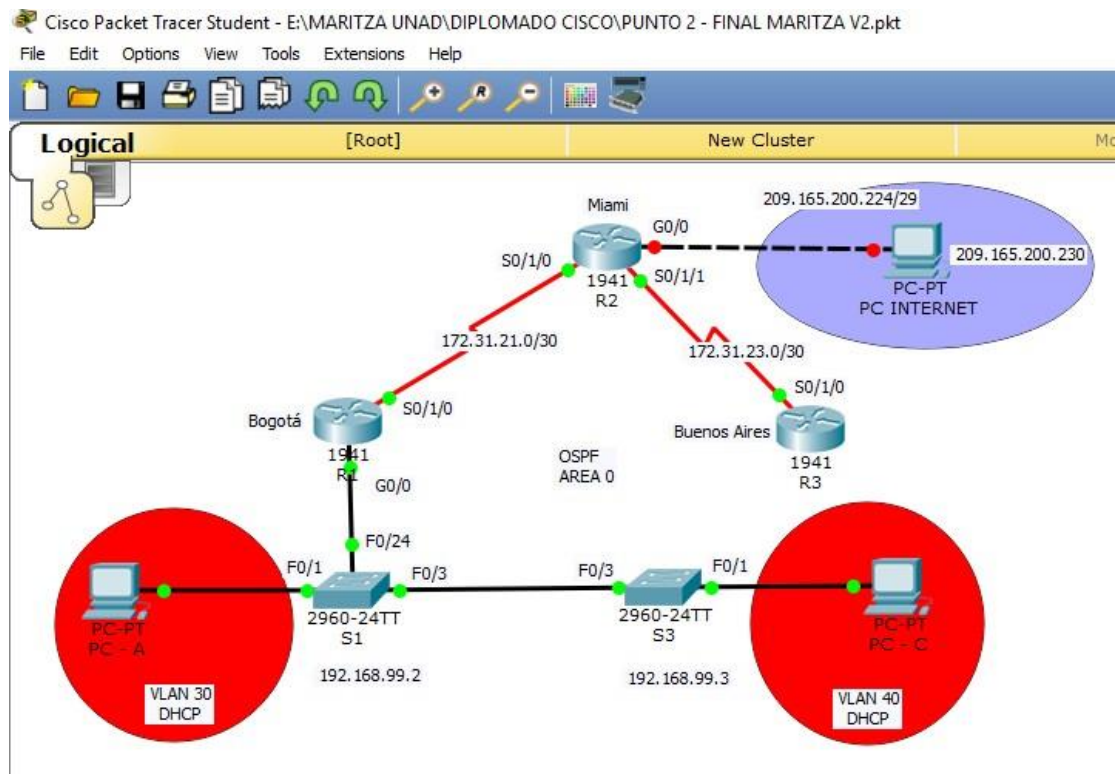 Cisco Packet Tracer Student - E:\MARITZA UNAD\DIPLOMADO CISCO\PUNTO 2 - FINAL MARITZA V2.pkt
File Edit Options View Tools Extensions Help
Logical [Root] New Cluster Mo
209.165.200.224/29
Miami
G0/0
209.165.200.230
S0/1/0
1941
R2
S0/1/1
PC-PT
PC INTERNET
172.31.21.0/30
172.31.23.0/30
S0/1/0
S0/1/0
Bogotá
Buenos Aires
1941
R1
OSPF
AREA 0
1941
R3
G0/0
F0/24
F0/1
F0/3
F0/3
F0/1
PC-PT
PC - A
2960-24TT
S1
2960-24TT
S3
PC-PT
PC - C
192.168.99.2
192.168.99.3
VLAN 30
DHCP
VLAN 40
DHCP